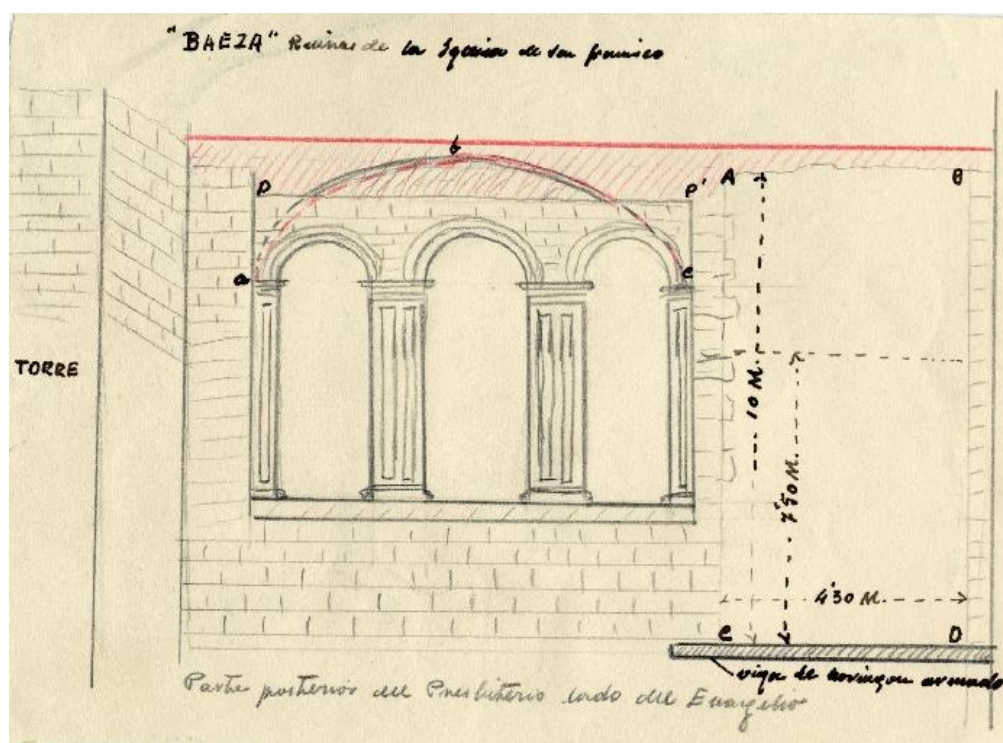 "BAEZA" Ruinas de la Iglesia de san francisco
b
P P' A B
a c
TORRE
10 M.
7'50 M.
4'30 M.
C D
viga de hormigon armado
Parte posterior del Presbiterio lado del Evangelio